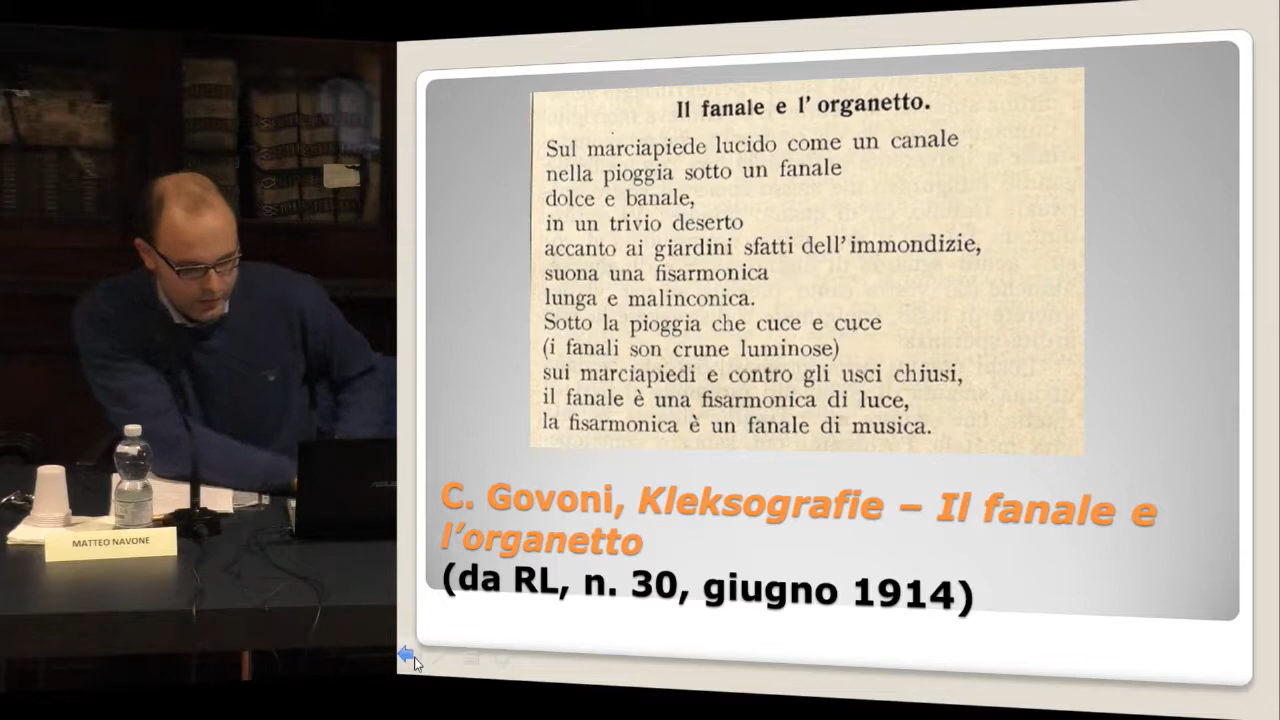 Il fanale e l'organetto.
Sul marciapiede lucido come un canale
nella pioggia sotto un fanale
dolce e banale,
in un trivio deserto
accanto ai giardini sfatti dell'immondizie,
suona una fisarmonica
lunga e malinconica.
Sotto la pioggia che cuce e cuce
(i fanali son crune luminose)
sui marciapiedi e contro gli usci chiusi,
il fanale è una fisarmonica di luce,
la fisarmonica è un fanale di musica.
C. Govoni, Kleksografie – Il fanale e
l'organetto
(da RL, n. 30, giugno 1914)
MATTEO NAVONE
ASUS